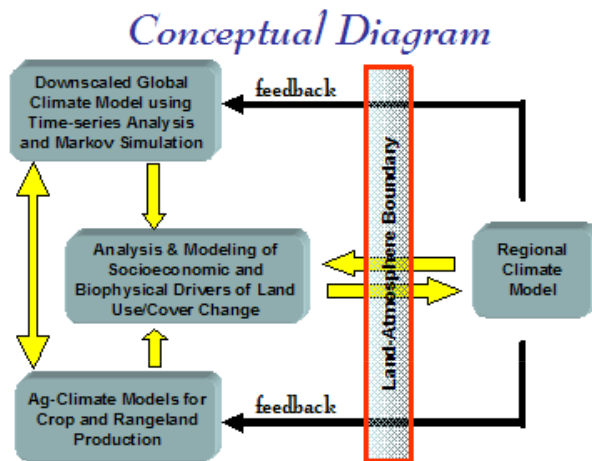 Conceptual Diagram
Downscaled Global
Climate Model using
Time-series Analysis
and Markov Simulation
feedback
Analysis & Modeling of
Socioeconomic and
Biophysical Drivers of Land
Use/Cover Change
Land-Atmosphere Boundary
Regional
Climate
Model
Ag-Climate Models for
Crop and Rangeland
Production
feedback